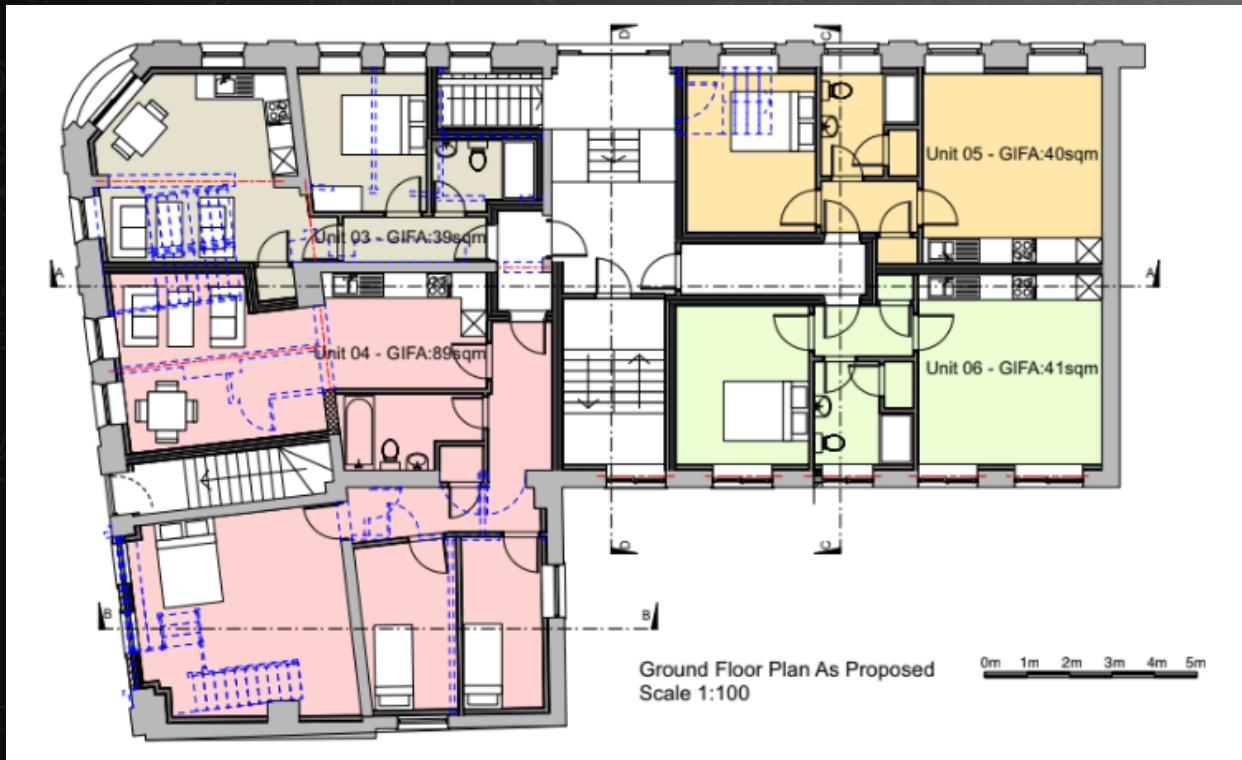 D
C
Unit 05 - GIFA:40sqm
Unit 03 - GIFA:39sqm
A
A
Unit 04 - GIFA:89sqm
Unit 06 - GIFA:41sqm
D
C
B
B
Ground Floor Plan As Proposed
Scale 1:100
0m 1m 2m 3m 4m 5m